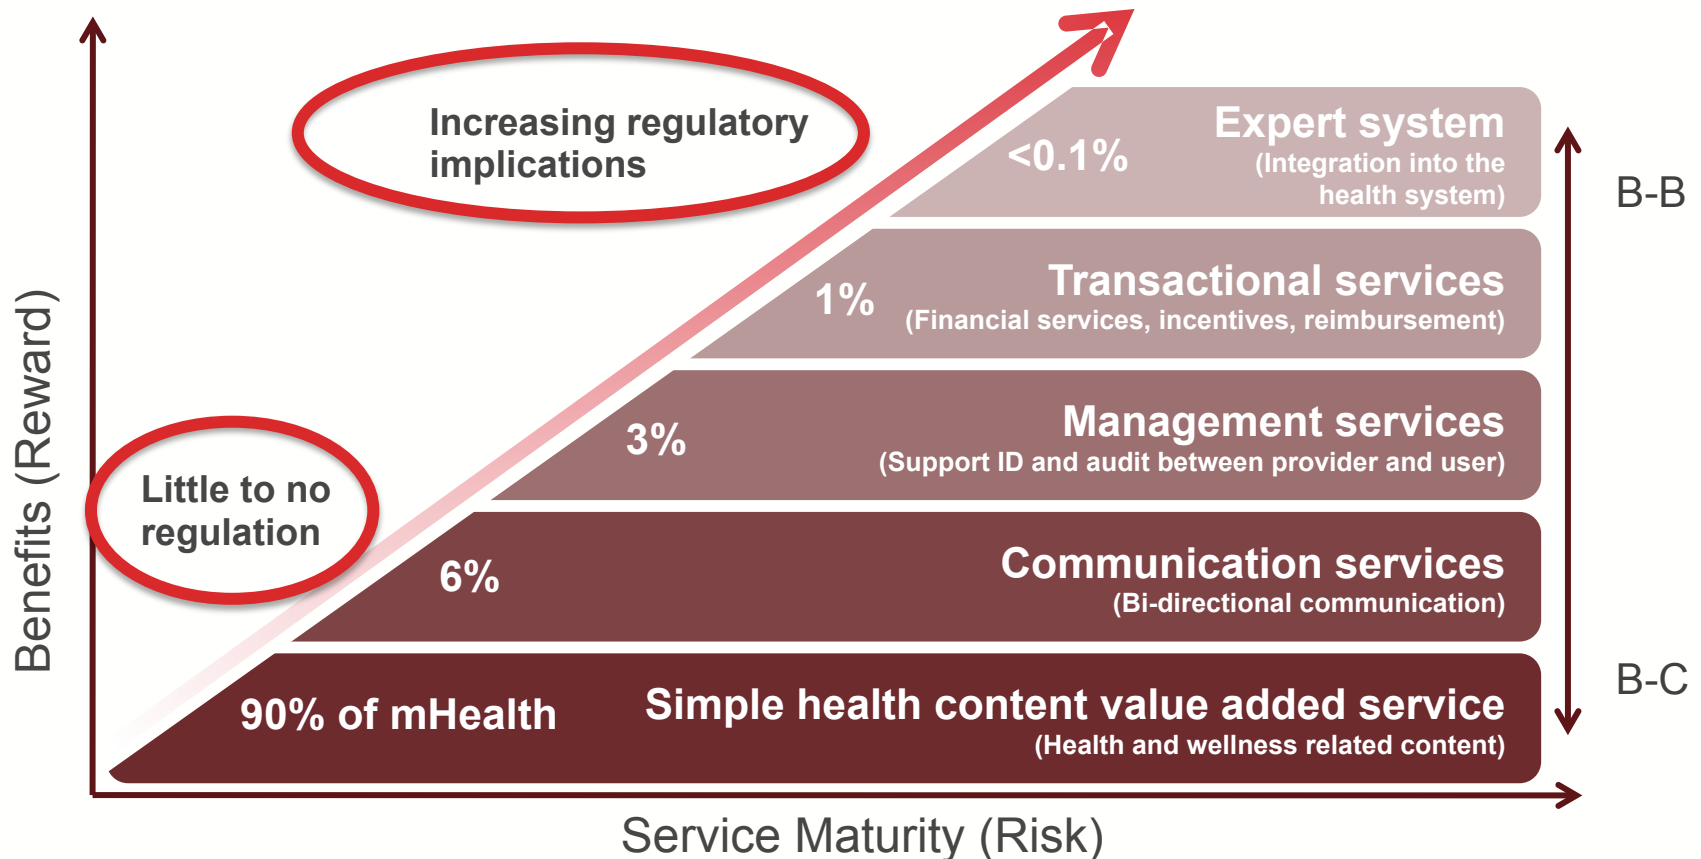 Increasing regulatory
implications
<0.1%
Expert system
(Integration into the
health system)
B-B
1%
Transactional services
(Financial services, incentives, reimbursement)
3%
Management services
(Support ID and audit between provider and user)
Little to no
regulation
6%
Communication services
(Bi-directional communication)
90% of mHealth
Simple health content value added service
(Health and wellness related content)
B-C
Benefits (Reward)
Service Maturity (Risk)